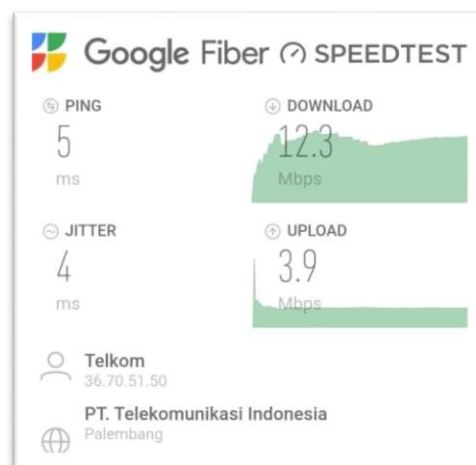 Google Fiber SPEEDTEST
PING
5
ms
DOWNLOAD
12.3
Mbps
JITTER
4
ms
UPLOAD
3.9
Mbps
Telkom
36.70.51.50
PT. Telekomunikasi Indonesia
Palembang